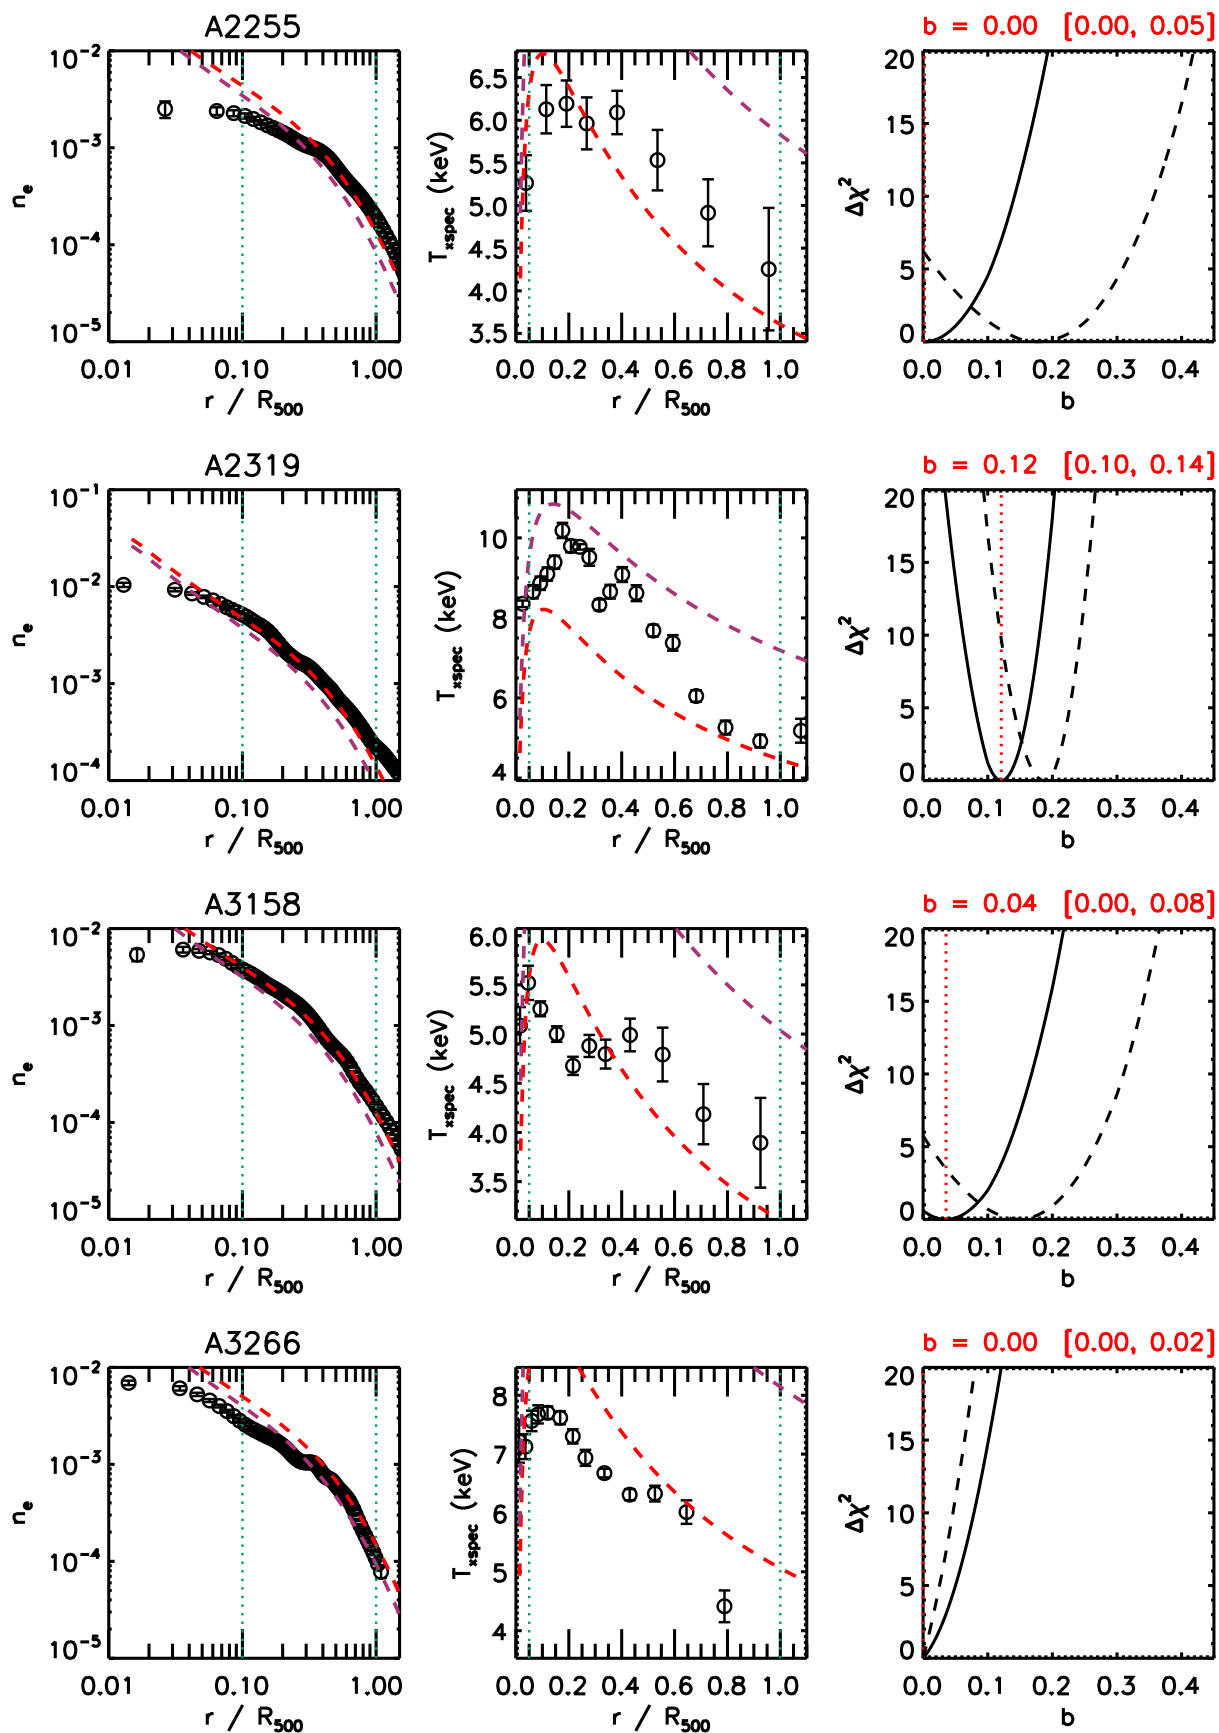 A2255
b = 0.00 [0.00, 0.05]
10⁻² 10⁻³ 10⁻⁴ 10⁻⁵
nₑ
0.01 0.10 1.00
r / R₅₀₀
6.5 6.0 5.5 5.0 4.5 4.0 3.5
Tₓspec (keV)
0.0 0.2 0.4 0.6 0.8 1.0
r / R₅₀₀
20 15 10 5 0
Δχ²
0.0 0.1 0.2 0.3 0.4
b
A2319
b = 0.12 [0.10, 0.14]
10⁻¹ 10⁻² 10⁻³ 10⁻⁴
nₑ
0.01 0.10 1.00
r / R₅₀₀
10 8 6 4
Tₓspec (keV)
0.0 0.2 0.4 0.6 0.8 1.0
r / R₅₀₀
20 15 10 5 0
Δχ²
0.0 0.1 0.2 0.3 0.4
b
A3158
b = 0.04 [0.00, 0.08]
10⁻² 10⁻³ 10⁻⁴ 10⁻⁵
nₑ
0.01 0.10 1.00
r / R₅₀₀
6.0 5.5 5.0 4.5 4.0 3.5
Tₓspec (keV)
0.0 0.2 0.4 0.6 0.8 1.0
r / R₅₀₀
20 15 10 5 0
Δχ²
0.0 0.1 0.2 0.3 0.4
b
A3266
b = 0.00 [0.00, 0.02]
10⁻² 10⁻³ 10⁻⁴ 10⁻⁵
nₑ
0.01 0.10 1.00
r / R₅₀₀
8 7 6 5 4
Tₓspec (keV)
0.0 0.2 0.4 0.6 0.8 1.0
r / R₅₀₀
20 15 10 5 0
Δχ²
0.0 0.1 0.2 0.3 0.4
b